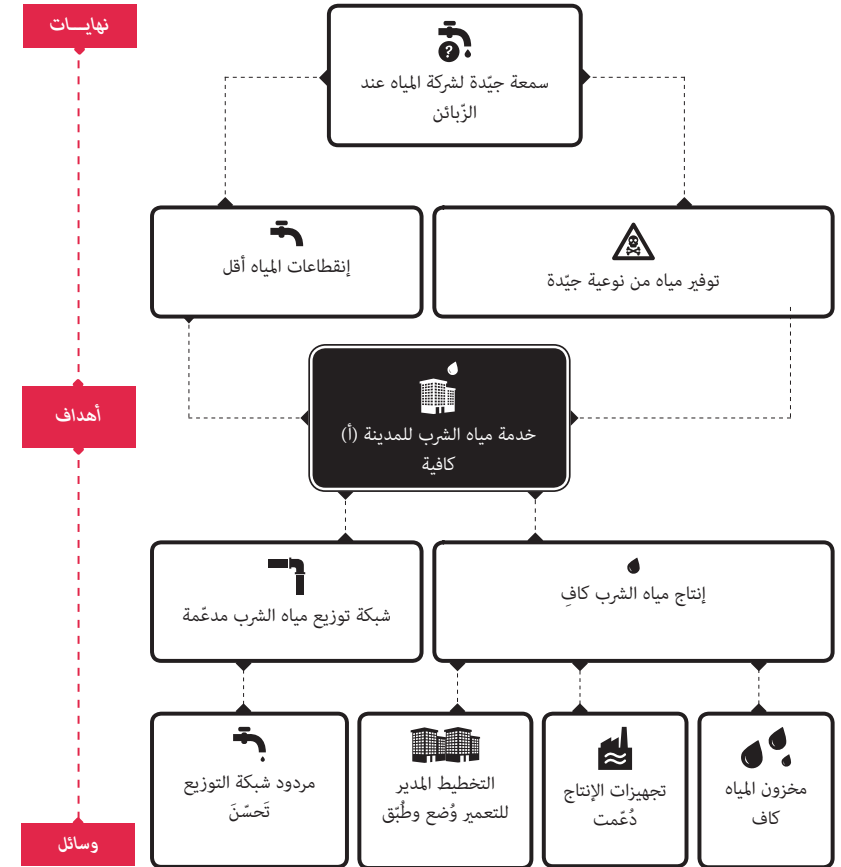 نهايـــات
سمعة جيّدة لشركة المياه عند
الزّبائن
?
توفير مياه من نوعية جيّدة
إنقطاعات المياه أقل
أهداف
خدمة مياه الشرب للمدينة (أ)
كافية
إنتاج مياه الشرب كافِ
شبكة توزيع مياه الشرب مدعّمة
مخزون المياه
كاف
تجهيزات الإنتاج
دُعّمت
التخطيط المدير
للتعمير وُضع وطُبّق
مردود شبكة التوزيع
تَحسّنَ
وسائل